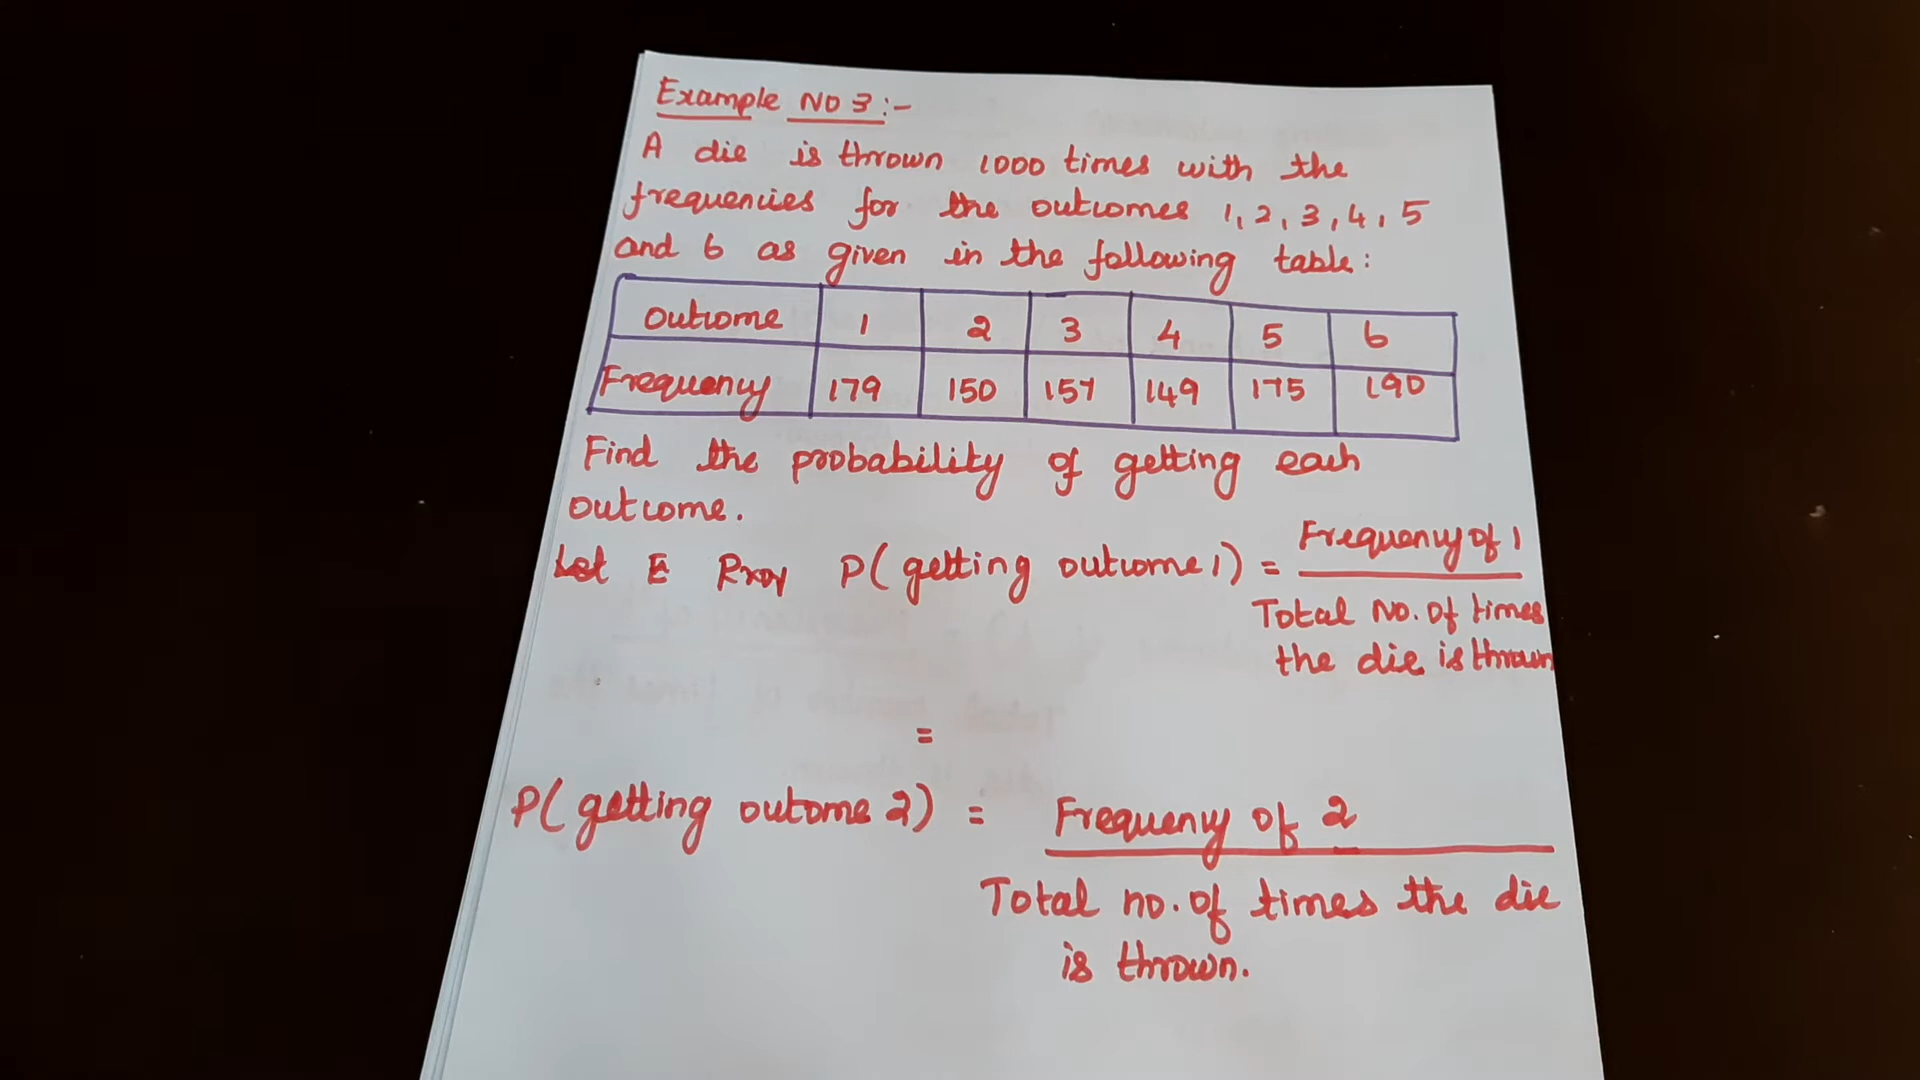 Example NO 3:-
A die is thrown 1000 times with the
frequencies for the outcomes 1, 2, 3, 4, 5
and 6 as given in the following table:
Outcome 1 2 3 4 5 6
Frequency 179 150 157 149 175 190
Find the probability of getting each
outcome.
Let E P(getting outcome 1) = Frequency of 1
Total No. of times
the die is thrown
=
P(getting outome 2) = Frequency of 2
Total no. of times the die
is thrown.